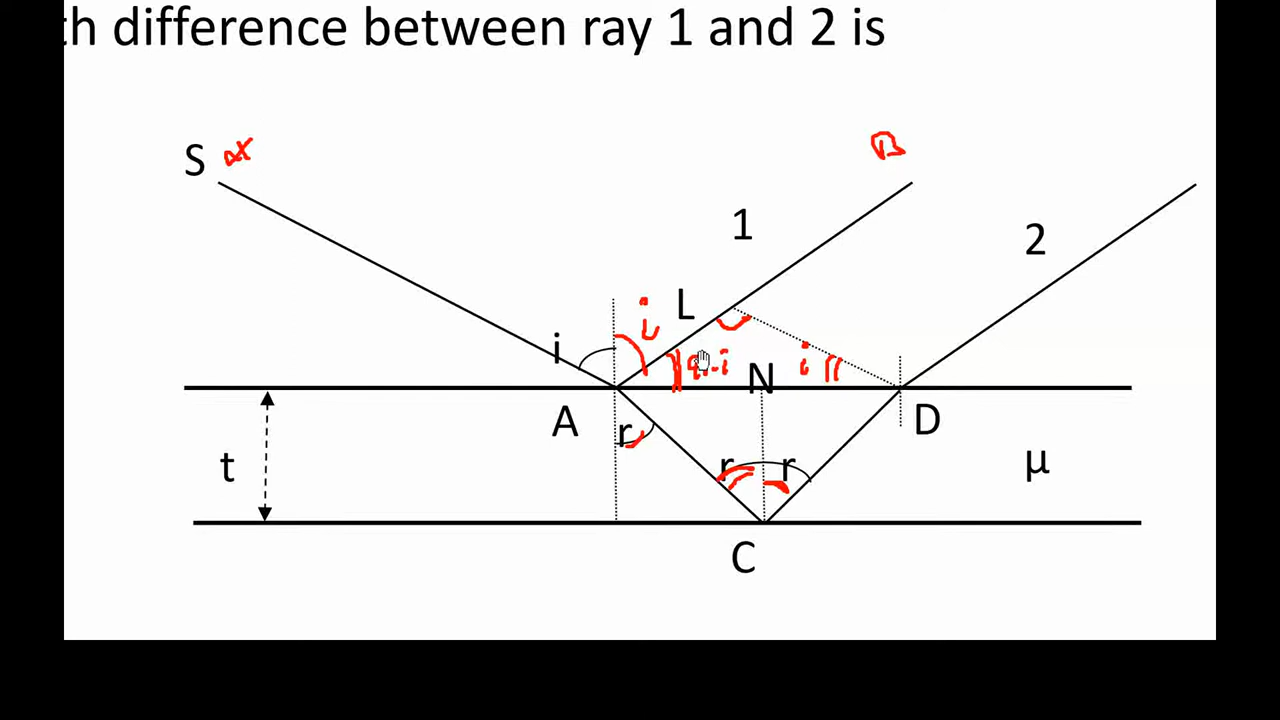 th difference between ray 1 and 2 is
S
B
1
2
L
i
i
i
N
A
D
r
r
r
t
μ
C